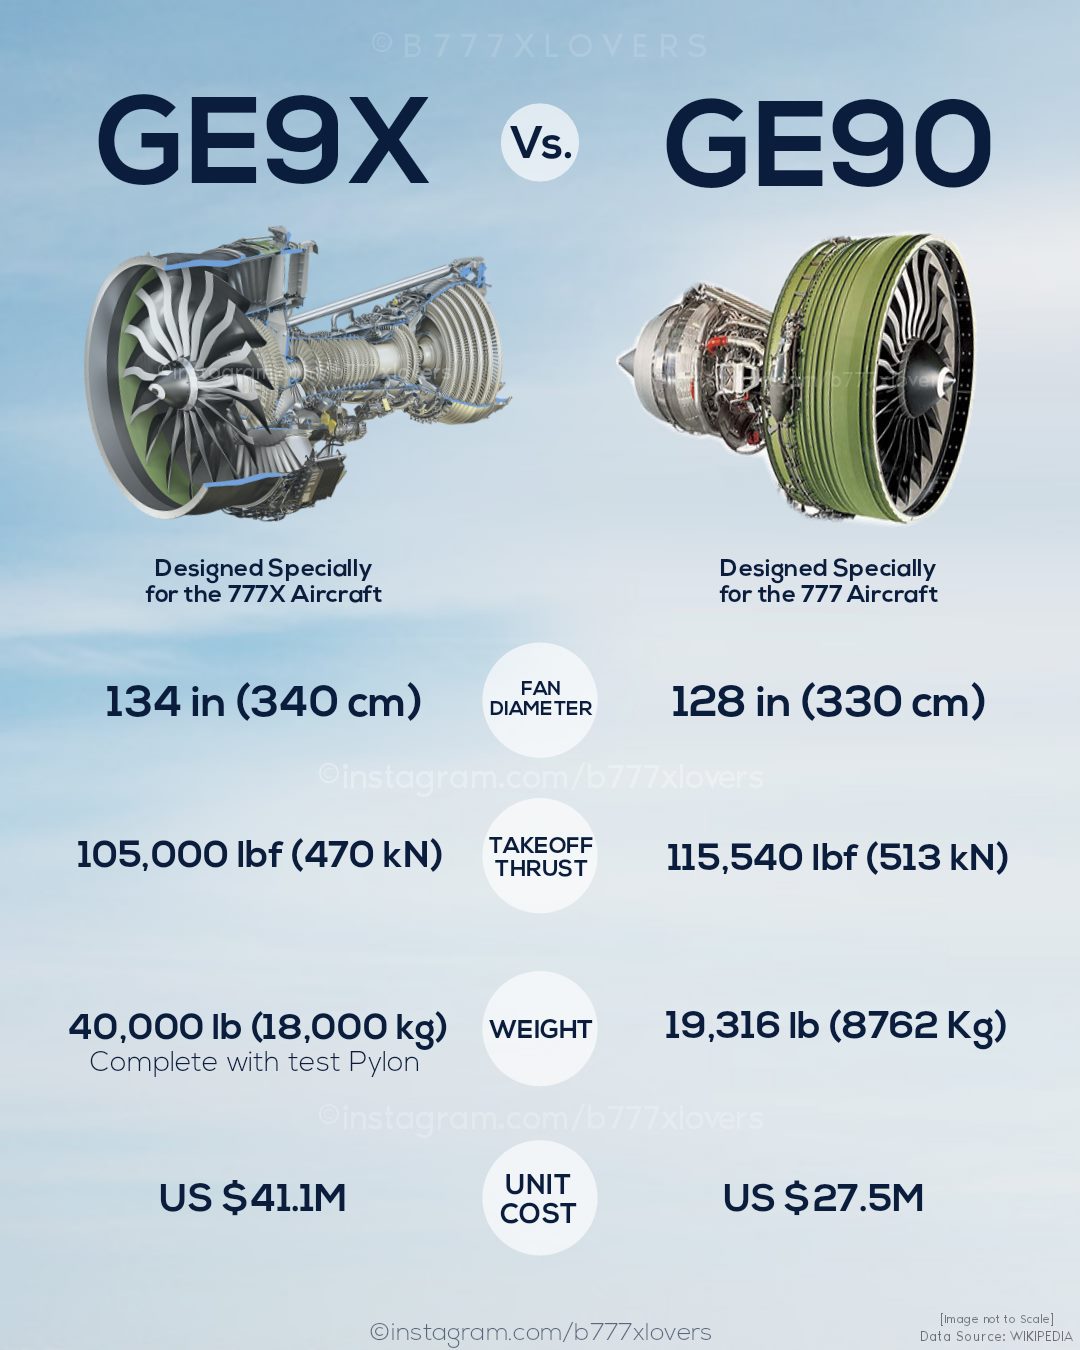 ©B777XLOVERS
GE9X Vs. GE90
Designed Specially
for the 777X Aircraft
Designed Specially
for the 777 Aircraft
134 in (340 cm)
FAN
DIAMETER
128 in (330 cm)
©instagram.com/b777xlovers
105,000 lbf (470 kN)
TAKEOFF
THRUST
115,540 lbf (513 kN)
40,000 lb (18,000 kg)
Complete with test Pylon
WEIGHT
19,316 lb (8762 Kg)
©instagram.com/b777xlovers
US $41.1M
UNIT
COST
US $27.5M
©instagram.com/b777xlovers
[Image not to Scale]
Data Source: WIKIPEDIA